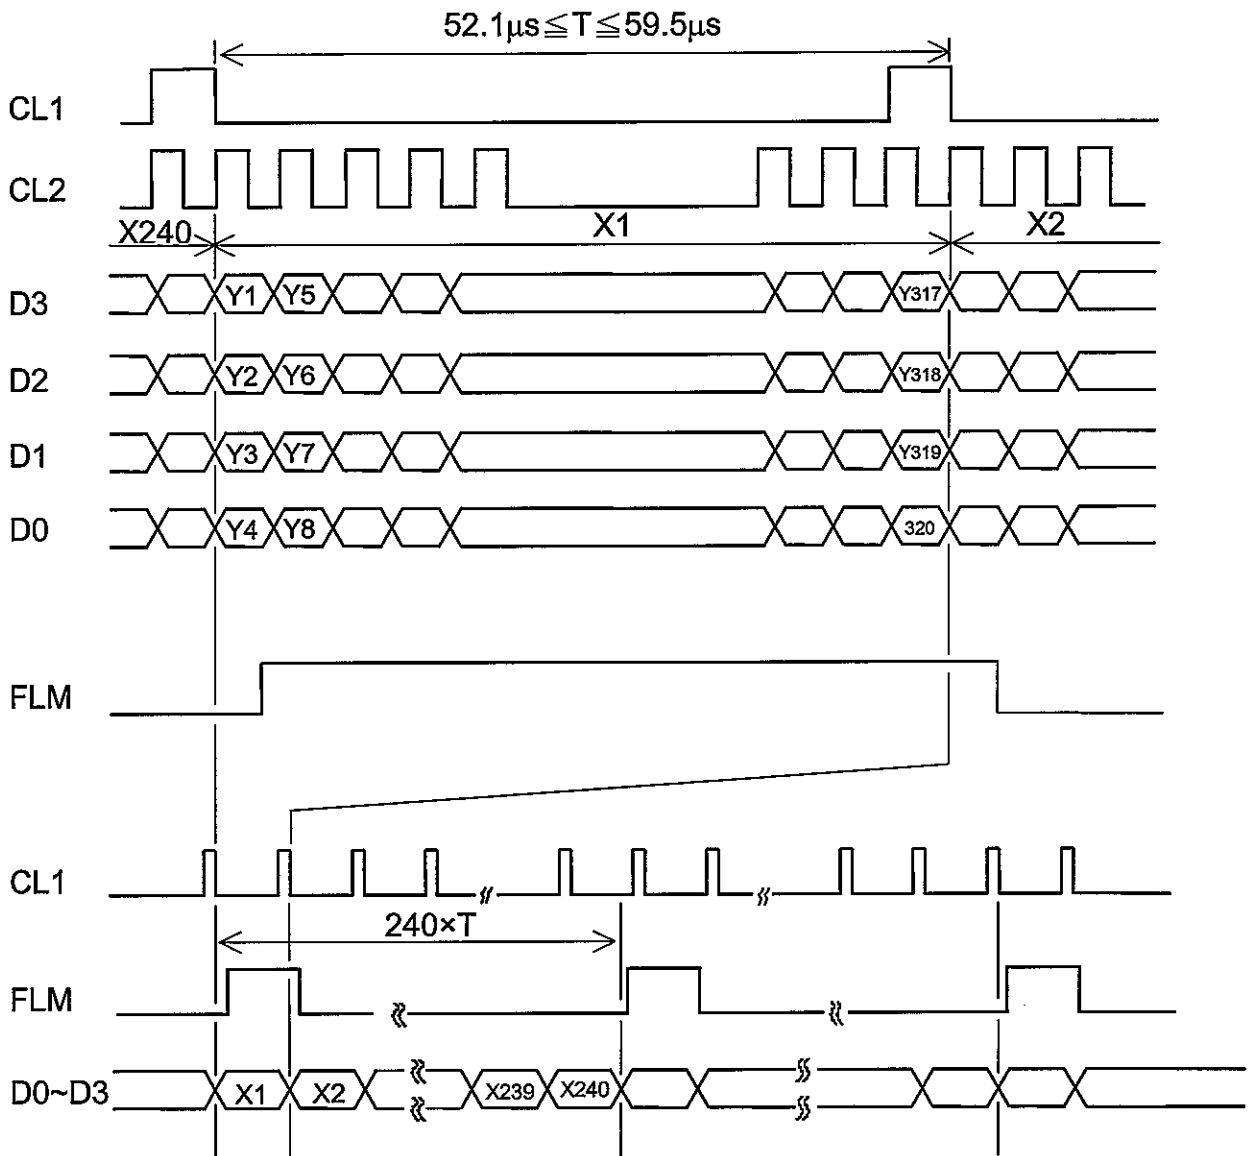 52.1µs≦T≦59.5µs
CL1
CL2
X240 X1 X2
D3 Y1 Y5 Y317
D2 Y2 Y6 Y318
D1 Y3 Y7 Y319
D0 Y4 Y8 320
FLM
CL1
240×T
FLM
D0~D3 X1 X2 X239 X240